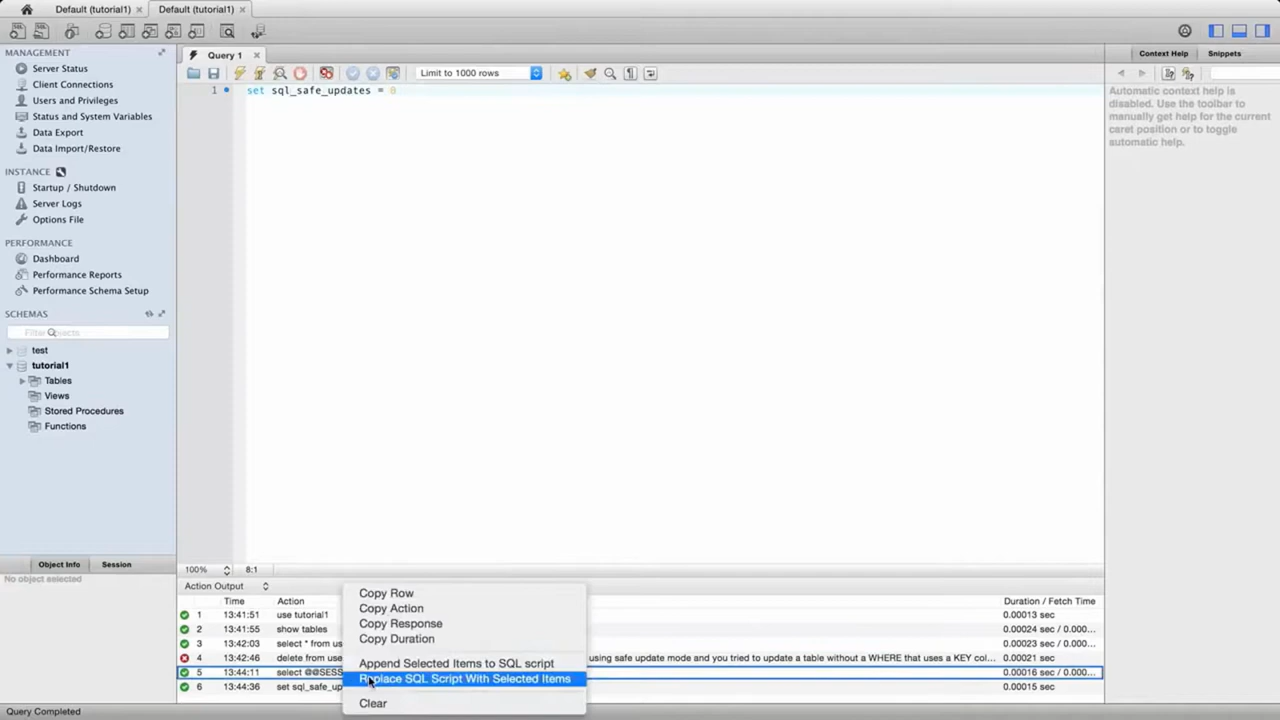 Default (tutorial1) ×
Default (tutorial1) ×
MANAGEMENT
Server Status
Client Connections
Users and Privileges
Status and System Variables
Data Export
Data Import/Restore
INSTANCE
Startup / Shutdown
Server Logs
Options File
PERFORMANCE
Dashboard
Performance Reports
Performance Schema Setup
SCHEMAS
Filter objects
test
tutorial1
Tables
Views
Stored Procedures
Functions
Object Info
Session
No object selected
Query 1 ×
Limit to 1000 rows
1 set sql_safe_updates = 0
100% 8:1
Action Output
Time Action Duration / Fetch Time
1 13:41:51 use tutorial1 0.00013 sec
2 13:41:55 show tables 0.00024 sec / 0.000...
3 13:42:03 select * from us 0.00023 sec / 0.000...
4 13:42:46 delete from use using safe update mode and you tried to update a table without a WHERE that uses a KEY col... 0.00021 sec
5 13:44:11 select @@SESS 0.00016 sec / 0.000...
6 13:44:36 set sql_safe_up 0.00015 sec
Copy Row
Copy Action
Copy Response
Copy Duration
Append Selected Items to SQL script
Replace SQL Script With Selected Items
Clear
Context Help
Snippets
Automatic context help is
disabled. Use the toolbar to
manually get help for the current
caret position or to toggle
automatic help.
Query Completed